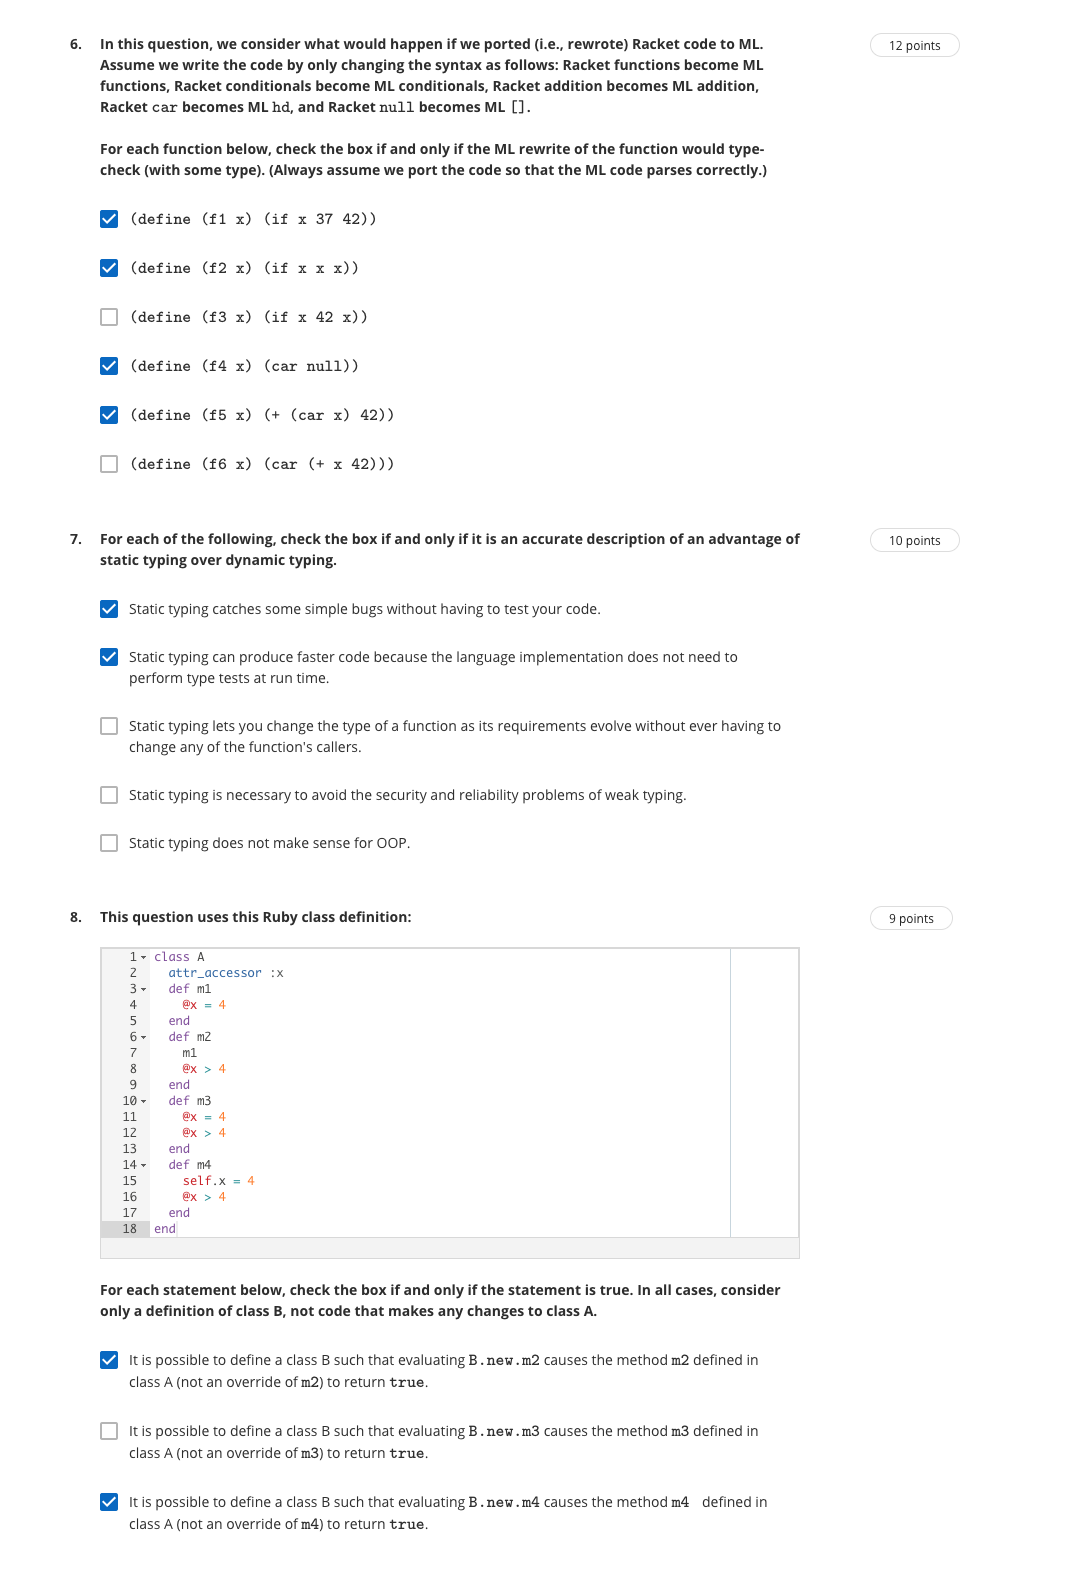 6. In this question, we consider what would happen if we ported (i.e., rewrote) Racket code to ML.
12 points
Assume we write the code by only changing the syntax as follows: Racket functions become ML
functions, Racket conditionals become ML conditionals, Racket addition becomes ML addition,
Racket car becomes ML hd, and Racket null becomes ML [].
For each function below, check the box if and only if the ML rewrite of the function would type-
check (with some type). (Always assume we port the code so that the ML code parses correctly.)
(define (f1 x) (if x 37 42))
(define (f2 x) (if x x x))
(define (f3 x) (if x 42 x))
(define (f4 x) (car null))
(define (f5 x) (+ (car x) 42))
(define (f6 x) (car (+ x 42)))
7. For each of the following, check the box if and only if it is an accurate description of an advantage of
10 points
static typing over dynamic typing.
Static typing catches some simple bugs without having to test your code.
Static typing can produce faster code because the language implementation does not need to
perform type tests at run time.
Static typing lets you change the type of a function as its requirements evolve without ever having to
change any of the function's callers.
Static typing is necessary to avoid the security and reliability problems of weak typing.
Static typing does not make sense for OOP.
8. This question uses this Ruby class definition:
9 points
1 class A
2 attr_accessor :x
3 def m1
4 @x = 4
5 end
6 def m2
7 m1
8 @x > 4
9 end
10 def m3
11 @x = 4
12 @x > 4
13 end
14 def m4
15 self.x = 4
16 @x > 4
17 end
18 end
For each statement below, check the box if and only if the statement is true. In all cases, consider
only a definition of class B, not code that makes any changes to class A.
It is possible to define a class B such that evaluating B.new.m2 causes the method m2 defined in
class A (not an override of m2) to return true.
It is possible to define a class B such that evaluating B.new.m3 causes the method m3 defined in
class A (not an override of m3) to return true.
It is possible to define a class B such that evaluating B.new.m4 causes the method m4 defined in
class A (not an override of m4) to return true.